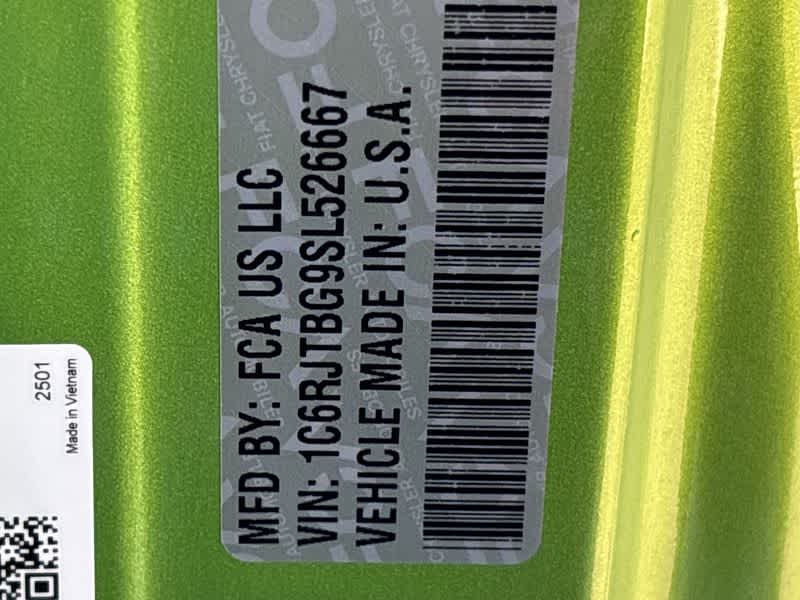 MFD BY: FCA US LLC
VIN: 1C6RJTBG9SL526667
VEHICLE MADE IN: U.S.A.
2501
Made in Vietnam